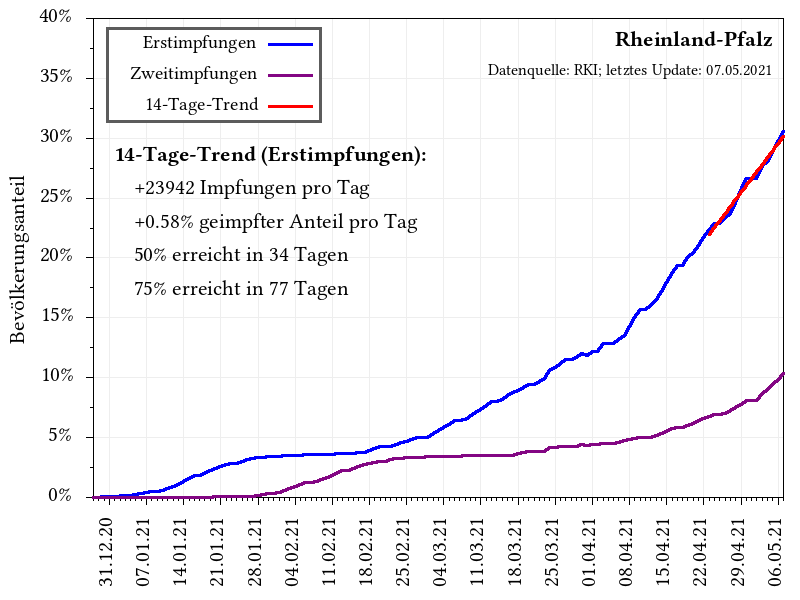 40%
35%
30%
25%
20%
15%
10%
5%
0%
Bevölkerungsanteil
Erstimpfungen
Zweitimpfungen
14-Tage-Trend
Rheinland-Pfalz
Datenquelle: RKI; letztes Update: 07.05.2021
14-Tage-Trend (Erstimpfungen):
+23942 Impfungen pro Tag
+0.58% geimpfter Anteil pro Tag
50% erreicht in 34 Tagen
75% erreicht in 77 Tagen
31.12.20
07.01.21
14.01.21
21.01.21
28.01.21
04.02.21
11.02.21
18.02.21
25.02.21
04.03.21
11.03.21
18.03.21
25.03.21
01.04.21
08.04.21
15.04.21
22.04.21
29.04.21
06.05.21